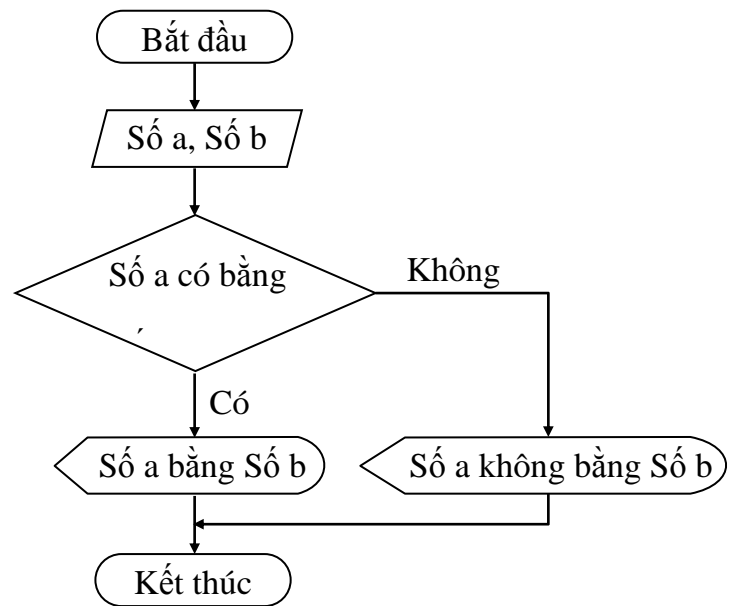 Bắt đầu
Số a, Số b
Số a có bằng
Không
Có
Số a bằng Số b
Số a không bằng Số b
Kết thúc